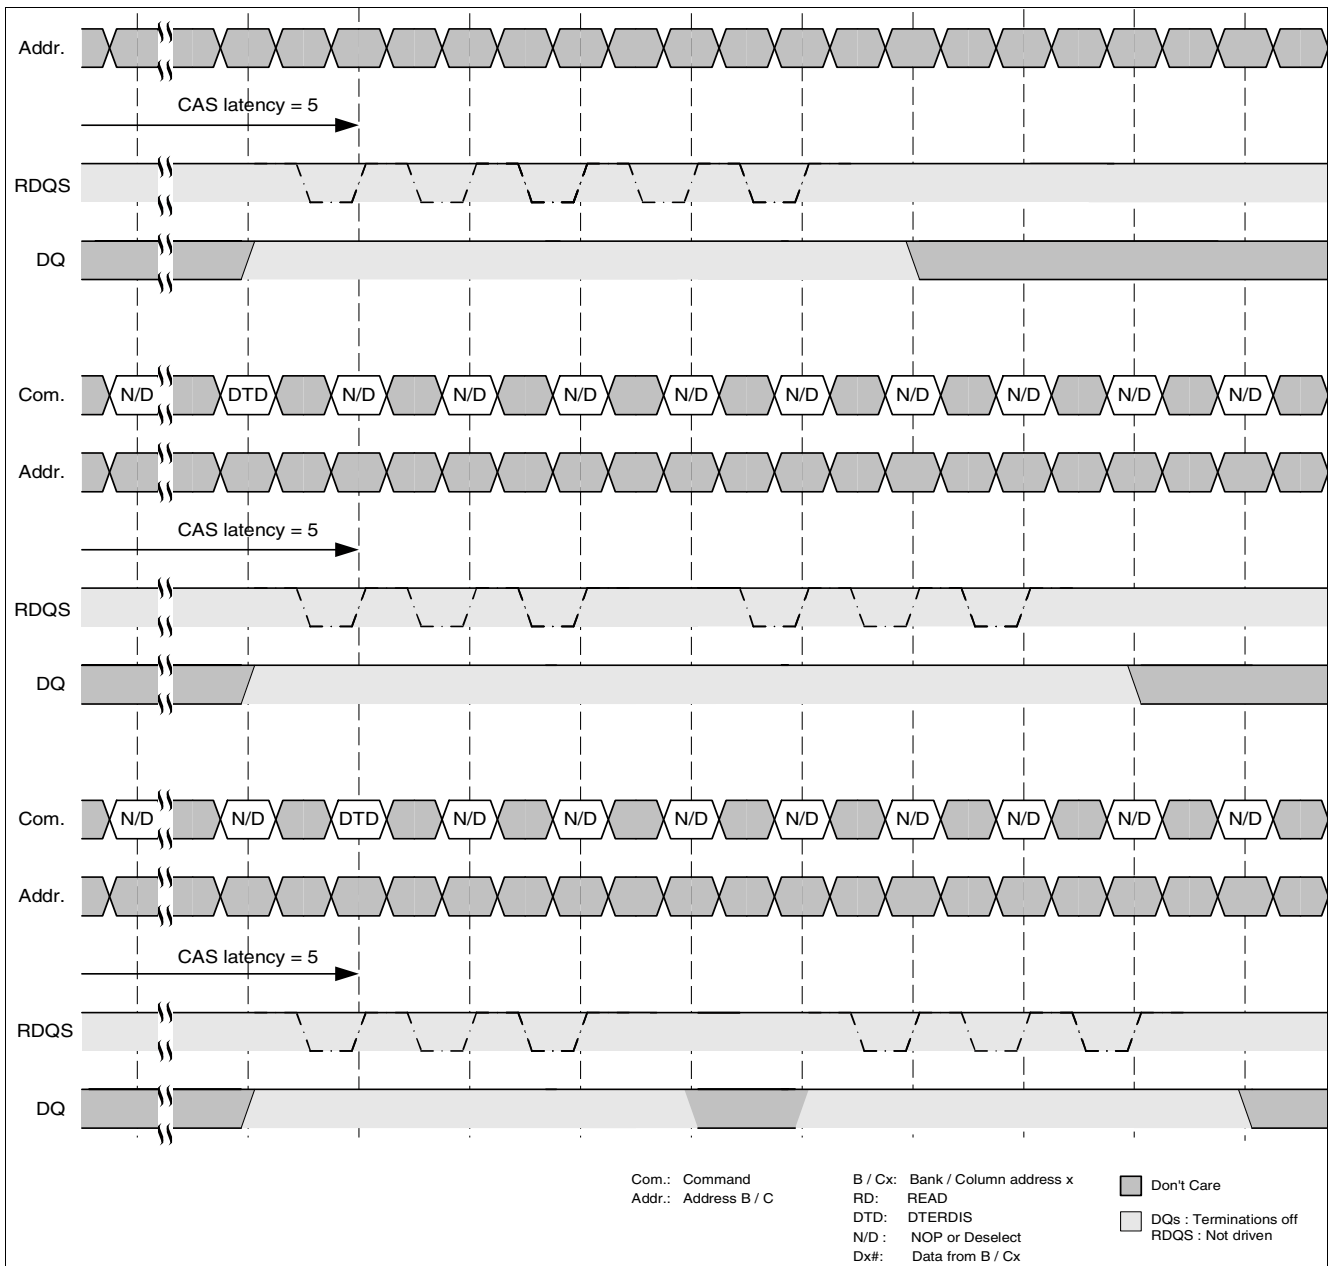 Addr.
CAS latency = 5
RDQS
DQ
Com. N/D DTD N/D N/D N/D N/D N/D N/D N/D N/D N/D
Addr.
CAS latency = 5
RDQS
DQ
Com. N/D N/D DTD N/D N/D N/D N/D N/D N/D N/D N/D
Addr.
CAS latency = 5
RDQS
DQ
Com.: Command
Addr.: Address B / C
B / Cx: Bank / Column address x
RD: READ
DTD: DTERDIS
N/D : NOP or Deselect
Dx#: Data from B / Cx
Don't Care
DQs : Terminations off
RDQS : Not driven